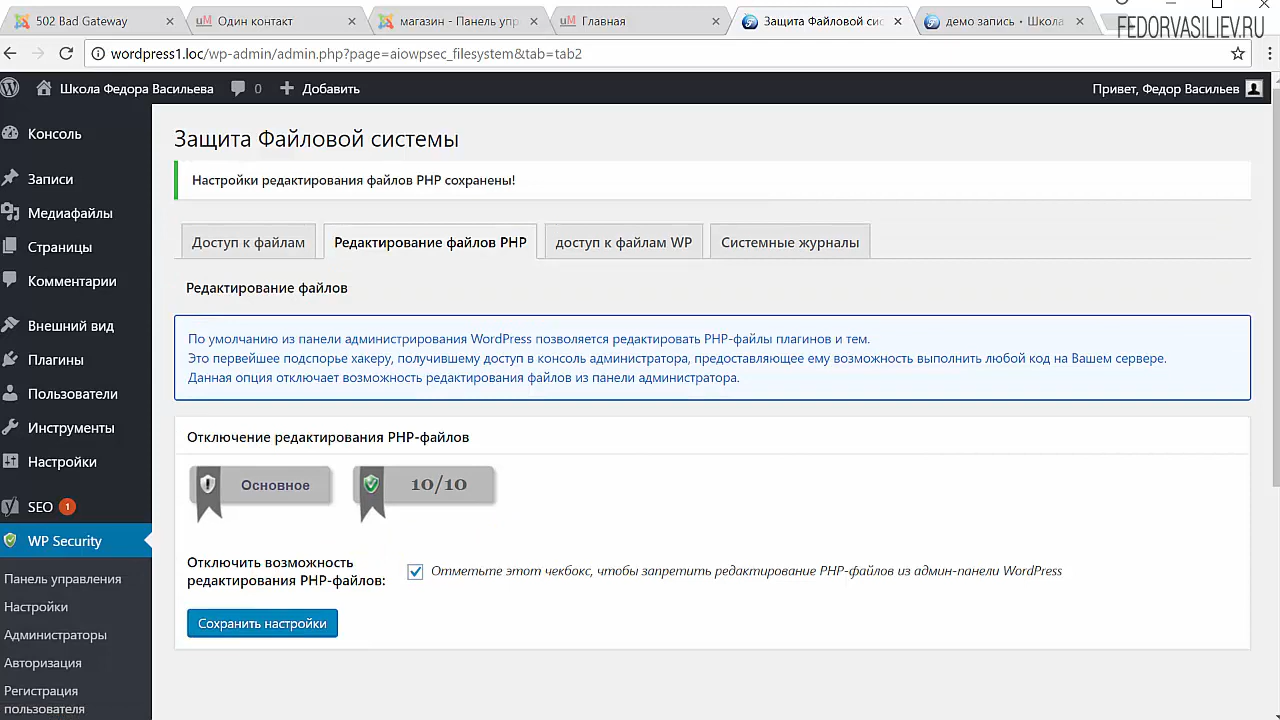 502 Bad Gateway
Один контакт
магазин - Панель упр
Главная
Защита Файловой сис
демо запись • Школа
FEDORVASILIEV.RU
wordpress1.loc/wp-admin/admin.php?page=aiowpsec_filesystem&tab=tab2
Школа Федора Васильева
0
Добавить
Привет, Федор Васильев
Консоль
Записи
Медиафайлы
Страницы
Комментарии
Внешний вид
Плагины
Пользователи
Инструменты
Настройки
SEO 1
WP Security
Панель управления
Настройки
Администраторы
Авторизация
Регистрация
пользователя
Защита Файловой системы
Настройки редактирования файлов PHP сохранены!
Доступ к файлам
Редактирование файлов PHP
доступ к файлам WP
Системные журналы
Редактирование файлов
По умолчанию из панели администрирования WordPress позволяется редактировать PHP-файлы плагинов и тем.
Это первейшее подспорье хакеру, получившему доступ в консоль администратора, предоставляющее ему возможность выполнить любой код на Вашем сервере.
Данная опция отключает возможность редактирования файлов из панели администратора.
Отключение редактирования PHP-файлов
Основное
10/10
Отключить возможность
редактирования PHP-файлов:
Отметьте этот чекбокс, чтобы запретить редактирование PHP-файлов из админ-панели WordPress
Сохранить настройки